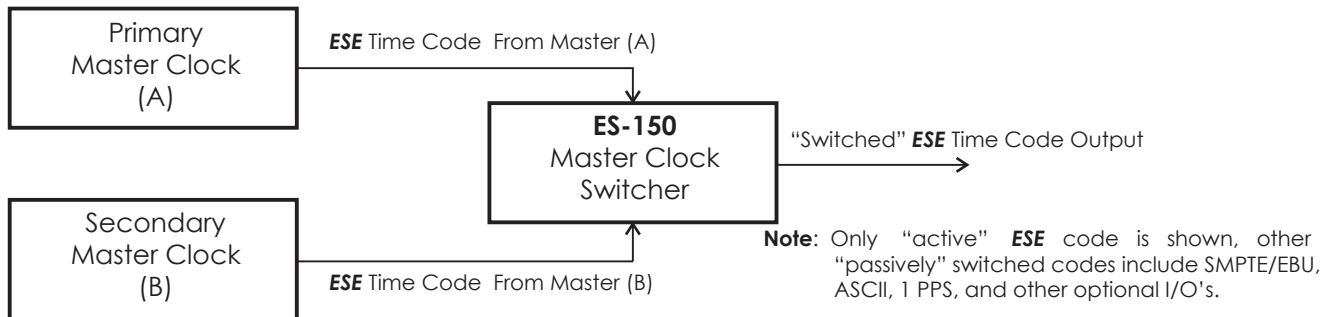 Primary
Master Clock
(A)
ESE Time Code From Master (A)
ES-150
Master Clock
Switcher
“Switched” ESE Time Code Output
Secondary
Master Clock
(B)
ESE Time Code From Master (B)
Note: Only “active” ESE code is shown, other
“passively” switched codes include SMPTE/EBU,
ASCII, 1 PPS, and other optional I/O's.